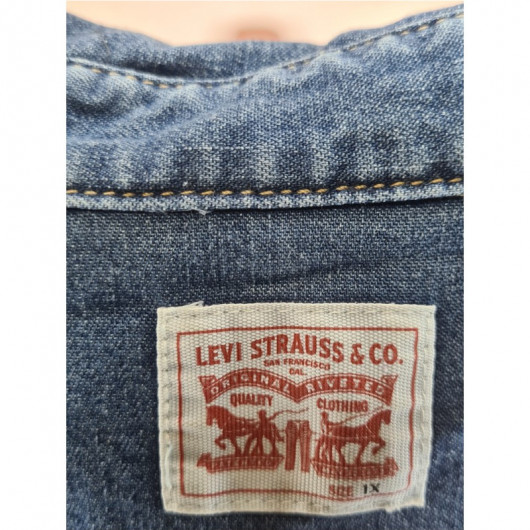 LEVI STRAUSS & CO.
SAN FRANCISCO
CAL.
ORIGINAL RIVETED
QUALITY CLOTHING
SIZE 1X